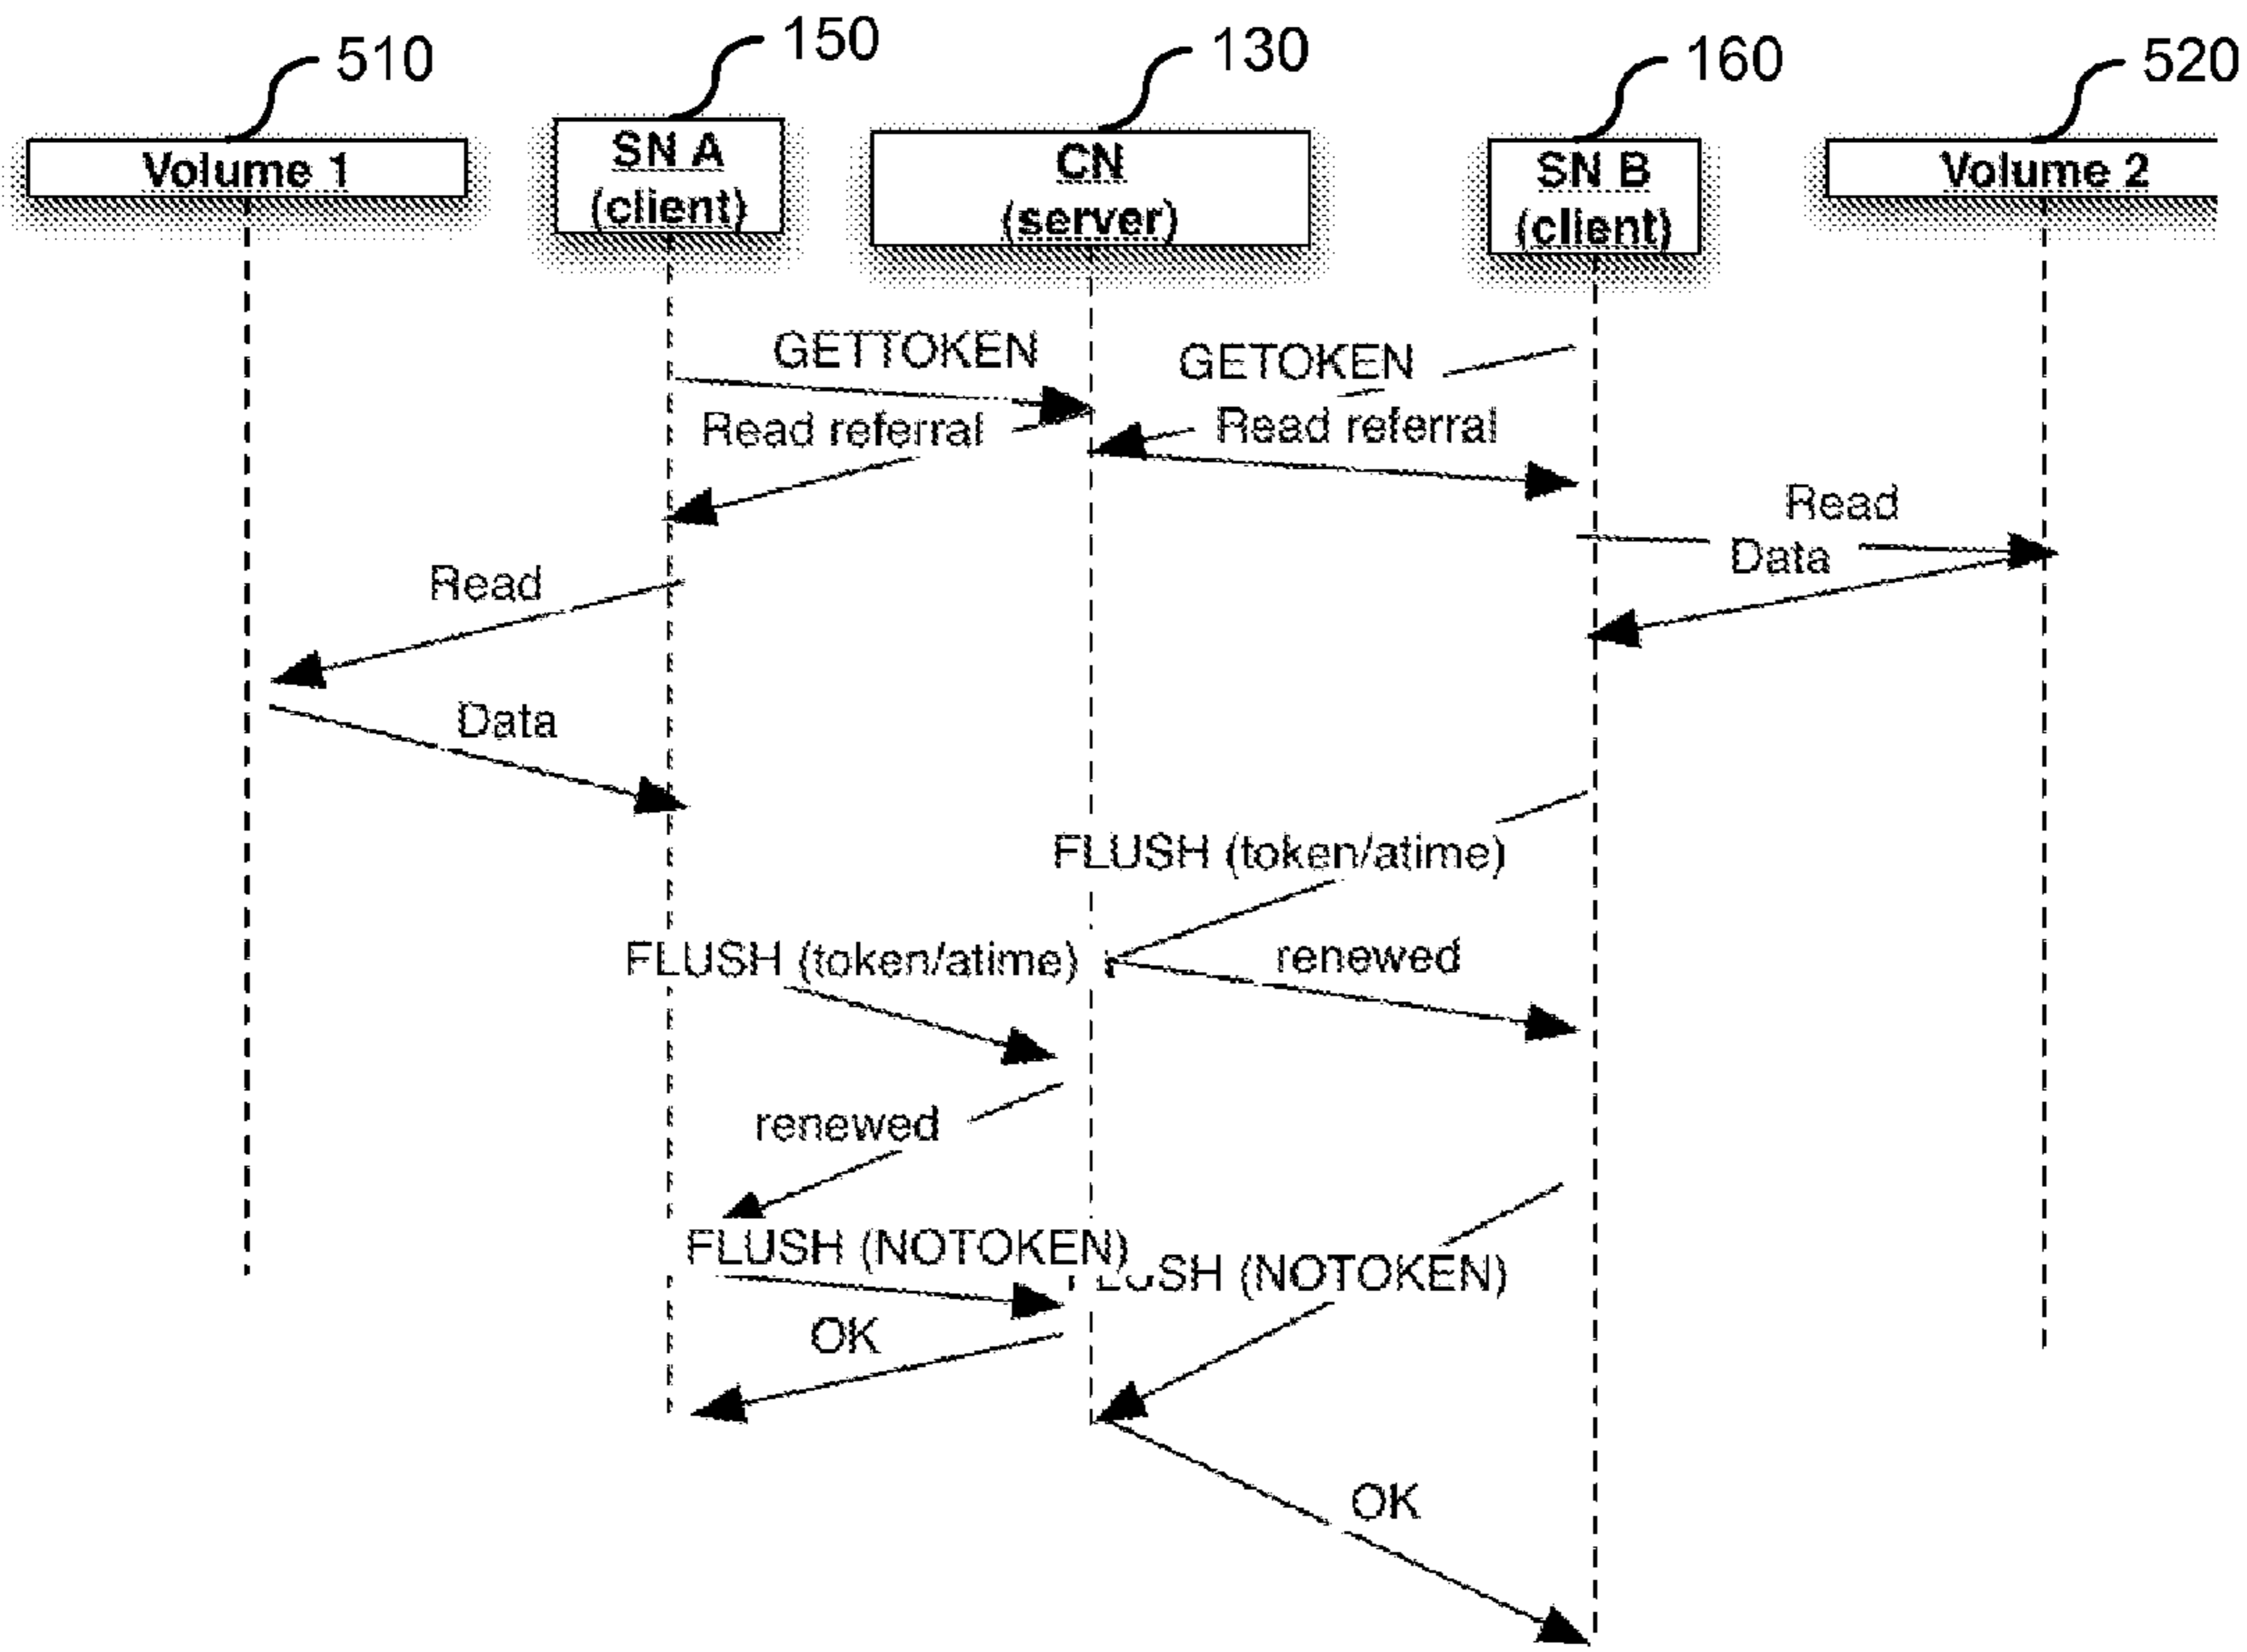 510
150
130
160
520
Volume 1
SN A
(client)
CN
(server)
SN B
(client)
Volume 2
GETTOKEN
GETOKEN
Read referral
Read referral
Read
Data
Read
Data
FLUSH (token/atime)
FLUSH (token/atime)
renewed
renewed
FLUSH (NOTOKEN)
FLUSH (NOTOKEN)
OK
OK